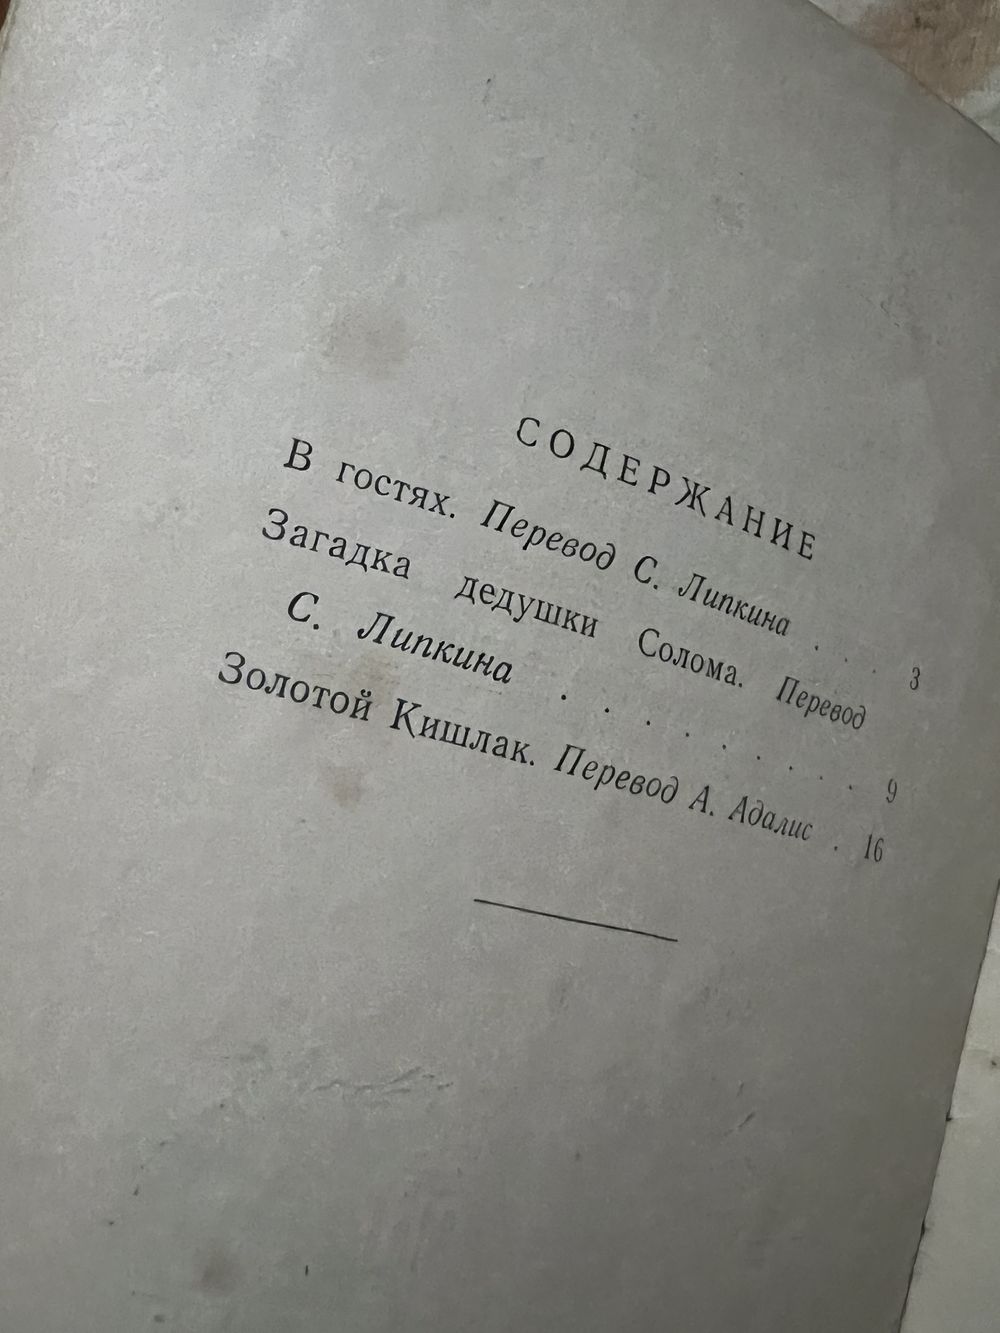 СОДЕРЖАНИЕ
В гостях. Перевод С. Липкина . . . 3
Загадка дедушки Солома. Перевод
С. Липкина . . . . . . . . 9
Золотой Кишлак. Перевод А. Адалис . 16